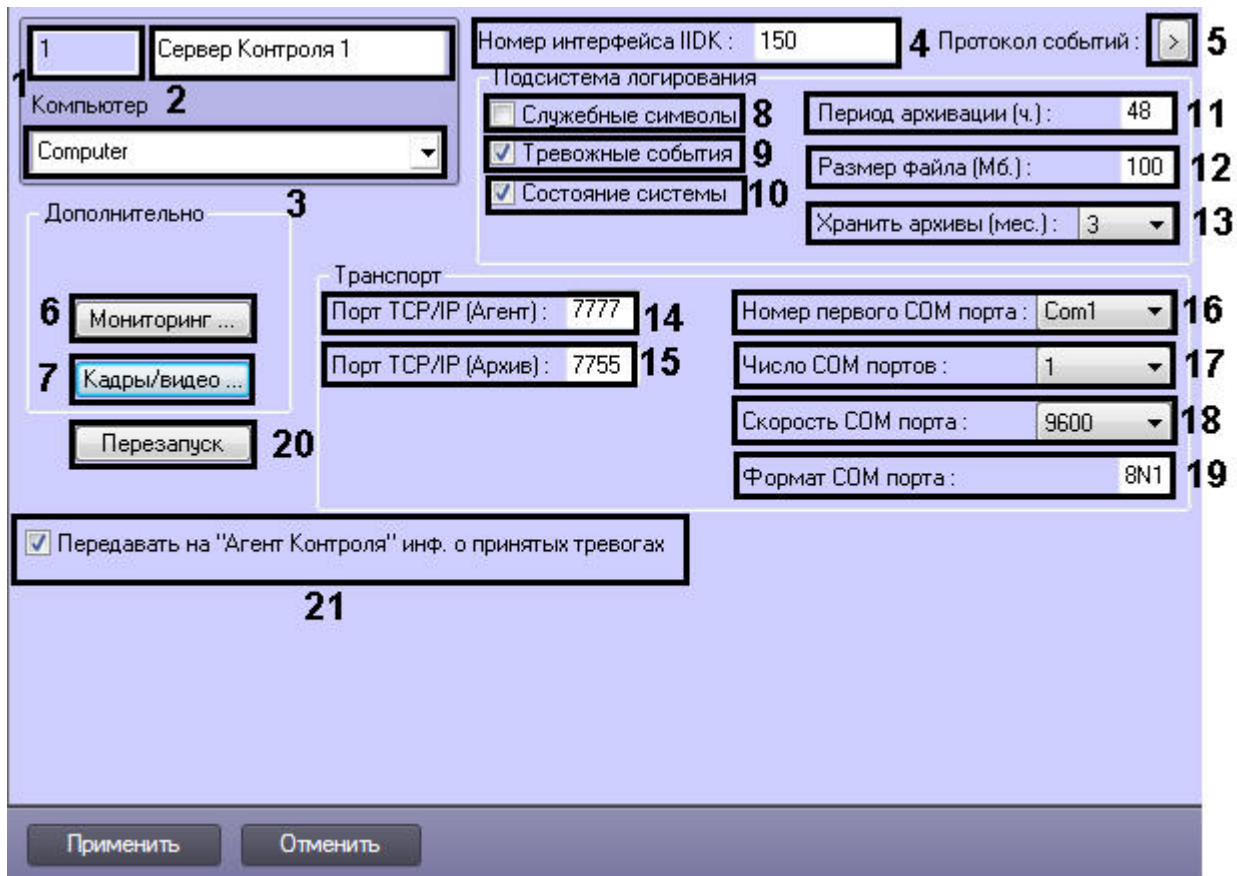 1
Сервер Контроля 1
1
Компьютер
2
Computer
3
Номер интерфейса IIDK :
150
4
Протокол событий :
>
5
Подсистема логирования
Служебные символы
8
Тревожные события
9
Состояние системы
10
Период архивации (ч.) :
48
11
Размер файла (Мб.) :
100
12
Хранить архивы (мес.) :
3
13
Дополнительно
6
Мониторинг ...
7
Кадры/видео ...
Перезапуск
20
Транспорт
Порт TCP/IP (Агент) :
7777
14
Порт TCP/IP (Архив) :
7755
15
Номер первого COM порта :
Com1
16
Число COM портов :
1
17
Скорость COM порта :
9600
18
Формат COM порта :
8N1
19
Передавать на "Агент Контроля" инф. о принятых тревогах
21
Применить
Отменить